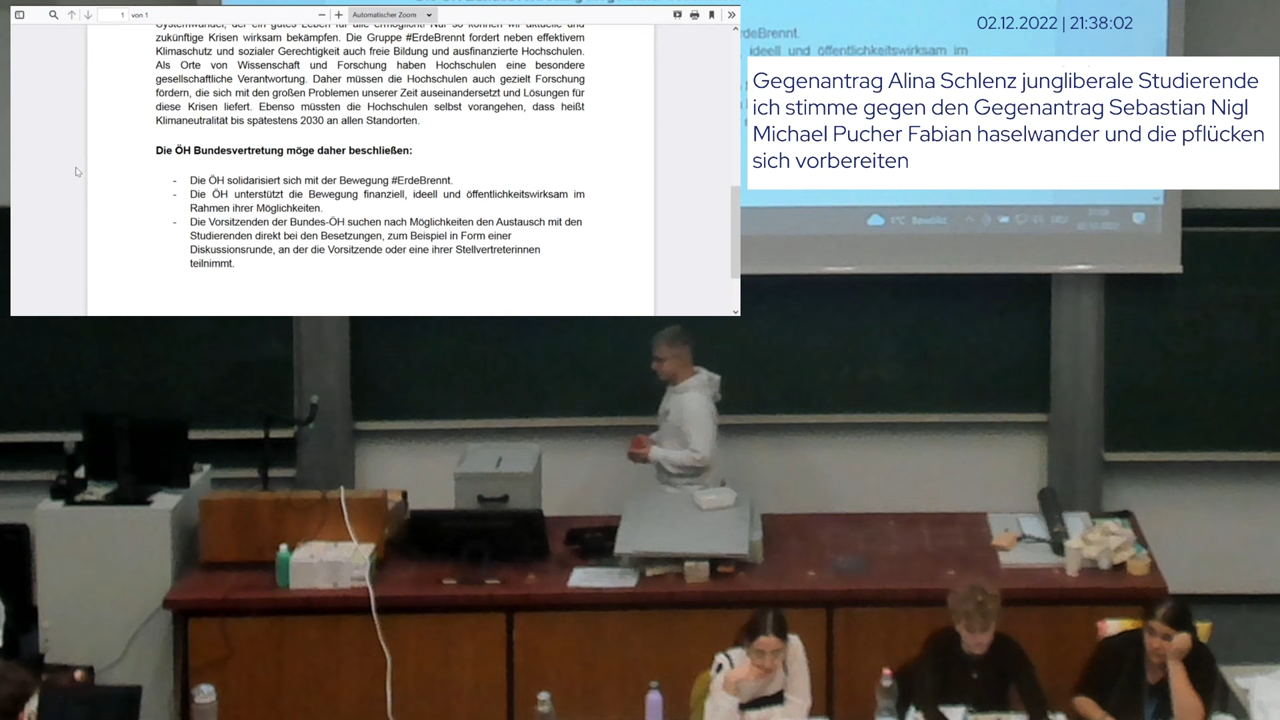 1 von 1
Automatischer Zoom
02.12.2022 | 21:38:02
Systemwandel, der ein gutes Leben für alle ermöglicht. Nur so können wir aktuelle und
zukünftige Krisen wirksam bekämpfen. Die Gruppe #ErdeBrennt fordert neben effektivem
Klimaschutz und sozialer Gerechtigkeit auch freie Bildung und ausfinanzierte Hochschulen.
Als Orte von Wissenschaft und Forschung haben Hochschulen eine besondere
gesellschaftliche Verantwortung. Daher müssen die Hochschulen auch gezielt Forschung
fördern, die sich mit den großen Problemen unserer Zeit auseinandersetzt und Lösungen für
diese Krisen liefert. Ebenso müssten die Hochschulen selbst vorangehen, dass heißt
Klimaneutralität bis spätestens 2030 an allen Standorten.
Die ÖH Bundesvertretung möge daher beschließen:
- Die ÖH solidarisiert sich mit der Bewegung #ErdeBrennt.
- Die ÖH unterstützt die Bewegung finanziell, ideell und öffentlichkeitswirksam im
Rahmen ihrer Möglichkeiten.
- Die Vorsitzenden der Bundes-ÖH suchen nach Möglichkeiten den Austausch mit den
Studierenden direkt bei den Besetzungen, zum Beispiel in Form einer
Diskussionsrunde, an der die Vorsitzende oder eine ihrer Stellvertreterinnen
teilnimmt.
rdeBrennt.
ideell und öffentlichkeitswirksam im
Gegenantrag Alina Schlenz jungliberale Studierende
ich stimme gegen den Gegenantrag Sebastian Nigl
Michael Pucher Fabian haselwander und die pflücken
sich vorbereiten
1°C Bewölkt